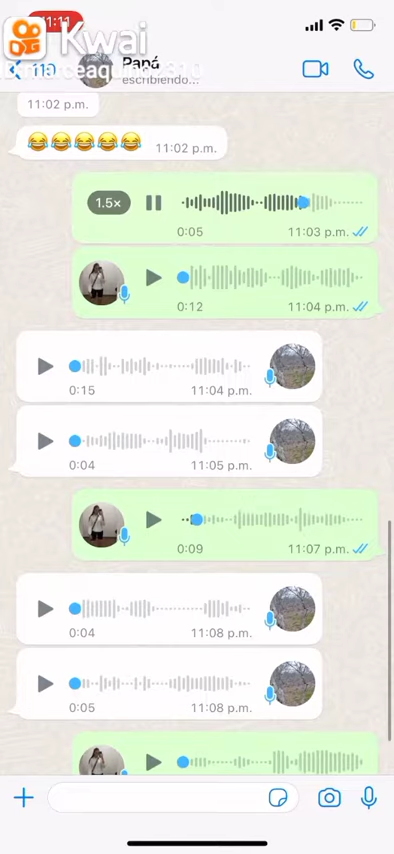 11:11
Kwai
110
Papá
escribiendo...
11:02 p.m.
😂😂😂😂😂 11:02 p.m.
1.5×
0:05 11:03 p.m.
0:12 11:04 p.m.
0:15 11:04 p.m.
0:04 11:05 p.m.
0:09 11:07 p.m.
0:04 11:08 p.m.
0:05 11:08 p.m.